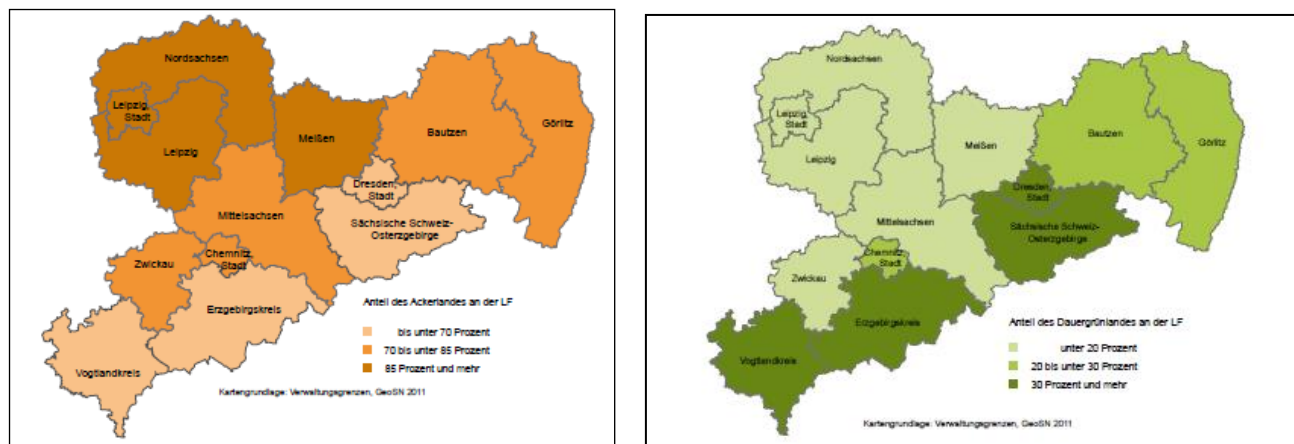 Nordsachsen
Leipzig,
Stadt
Leipzig
Meißen
Bautzen
Görlitz
Dresden,
Stadt
Mittelsachsen
Sächsische Schweiz-
Osterzgebirge
Chemnitz,
Stadt
Zwickau
Erzgebirgskreis
Vogtlandkreis
Anteil des Ackerlandes an der LF
bis unter 70 Prozent
70 bis unter 85 Prozent
85 Prozent und mehr
Kartengrundlage: Verwaltungsgrenzen, GeoSN 2011
Nordsachsen
Leipzig,
Stadt
Leipzig
Meißen
Bautzen
Görlitz
Dresden,
Stadt
Mittelsachsen
Sächsische Schweiz-
Osterzgebirge
Chemnitz,
Stadt
Zwickau
Erzgebirgskreis
Vogtlandkreis
Anteil des Dauergrünlandes an der LF
unter 20 Prozent
20 bis unter 30 Prozent
30 Prozent und mehr
Kartengrundlage: Verwaltungsgrenzen, GeoSN 2011